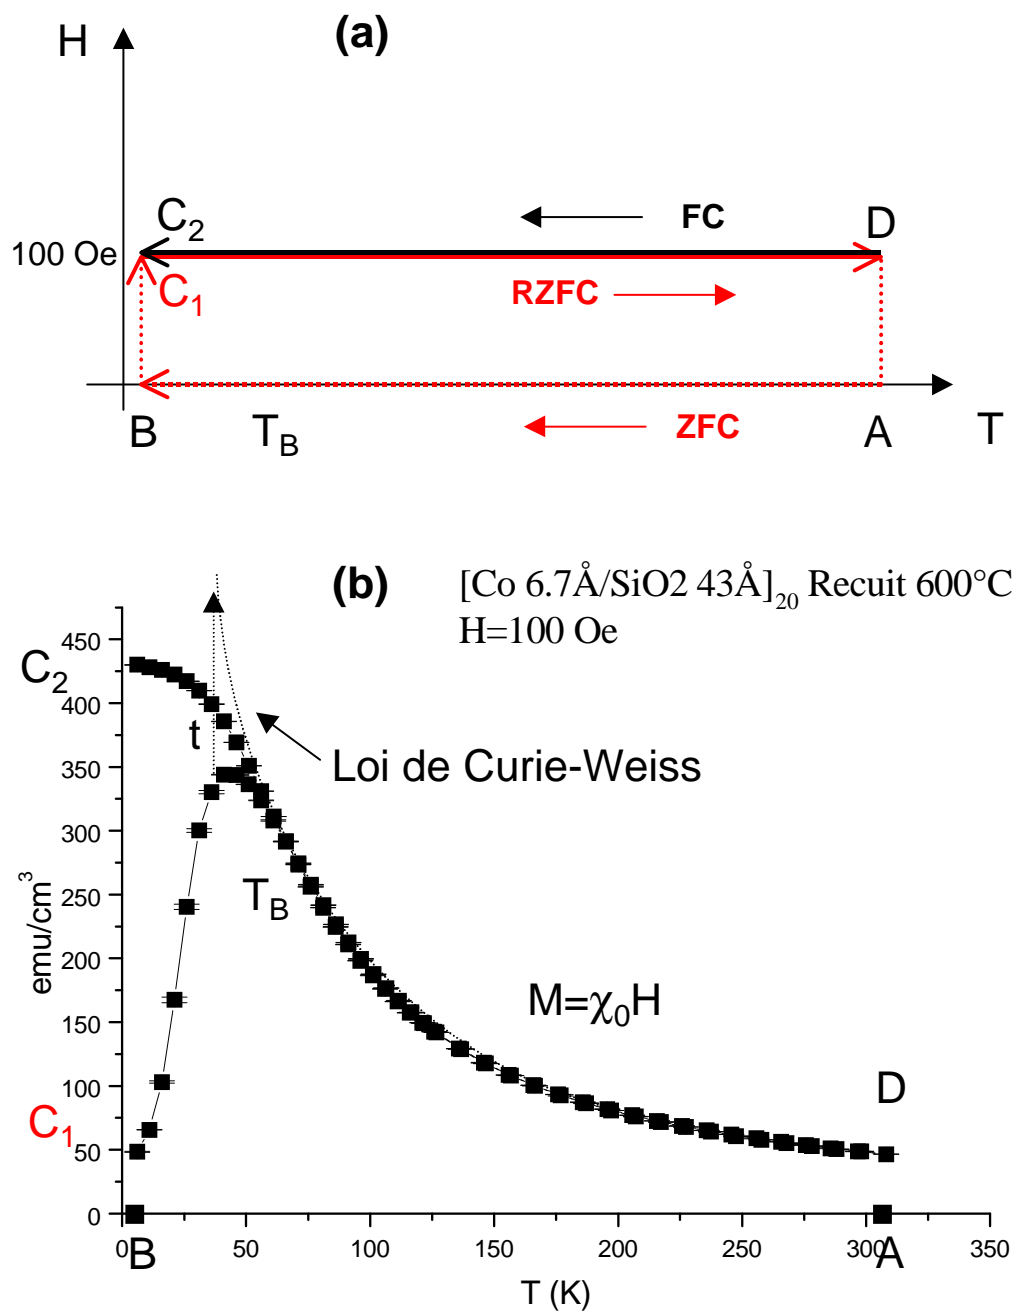 (a)
H
C2
FC
D
100 Oe
C1
RZFC
B
TB
ZFC
A
T
(b)
[Co 6.7Å/SiO2 43Å]20 Recuit 600°C
H=100 Oe
450
C2
400
t
Loi de Curie-Weiss
350
300
TB
250
emu/cm3
200
M=χ0H
150
100
D
C1
50
0
0
50
100
150
200
250
300
350
B
A
T (K)